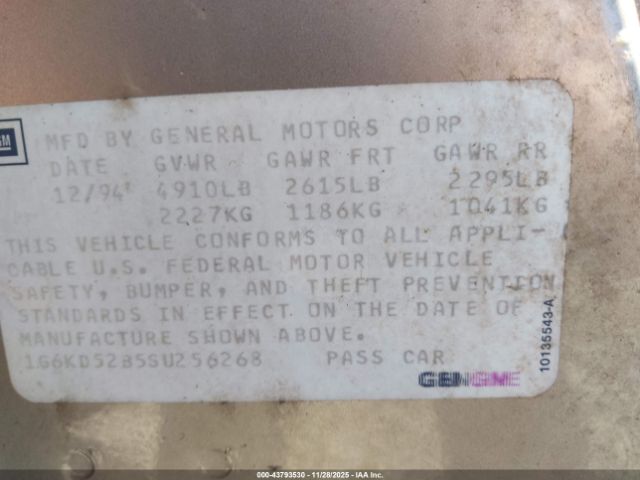 GM
MFD BY GENERAL MOTORS CORP
DATE GVWR GAWR FRT GAWR RR
12/94 4910LB 2615LB 2295LB
2227KG 1186KG 1041KG
THIS VEHICLE CONFORMS TO ALL APPLI-
CABLE U.S. FEDERAL MOTOR VEHICLE
SAFETY, BUMPER, AND THEFT PREVENTION
STANDARDS IN EFFECT ON THE DATE OF
MANUFACTURE SHOWN ABOVE.
1G6KD52B5SU256268 PASS CAR
10135543-A
000-43793530 - 11/28/2025 - IAA Inc.